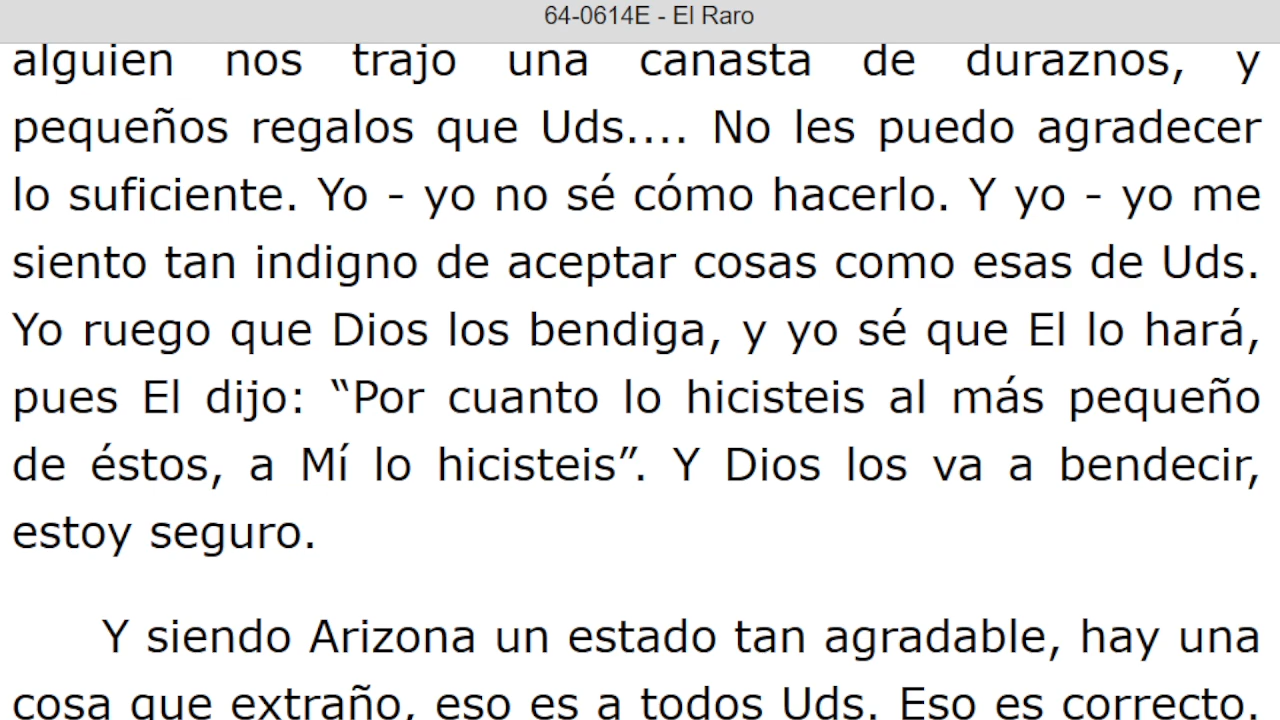 64-0614E - El Raro
alguien nos trajo una canasta de duraznos, y
pequeños regalos que Uds.... No les puedo agradecer
lo suficiente. Yo - yo no sé cómo hacerlo. Y yo - yo me
siento tan indigno de aceptar cosas como esas de Uds.
Yo ruego que Dios los bendiga, y yo sé que El lo hará,
pues El dijo: “Por cuanto lo hicisteis al más pequeño
de éstos, a Mí lo hicisteis”. Y Dios los va a bendecir,
estoy seguro.
Y siendo Arizona un estado tan agradable, hay una
cosa que extraño, eso es a todos Uds. Eso es correcto.